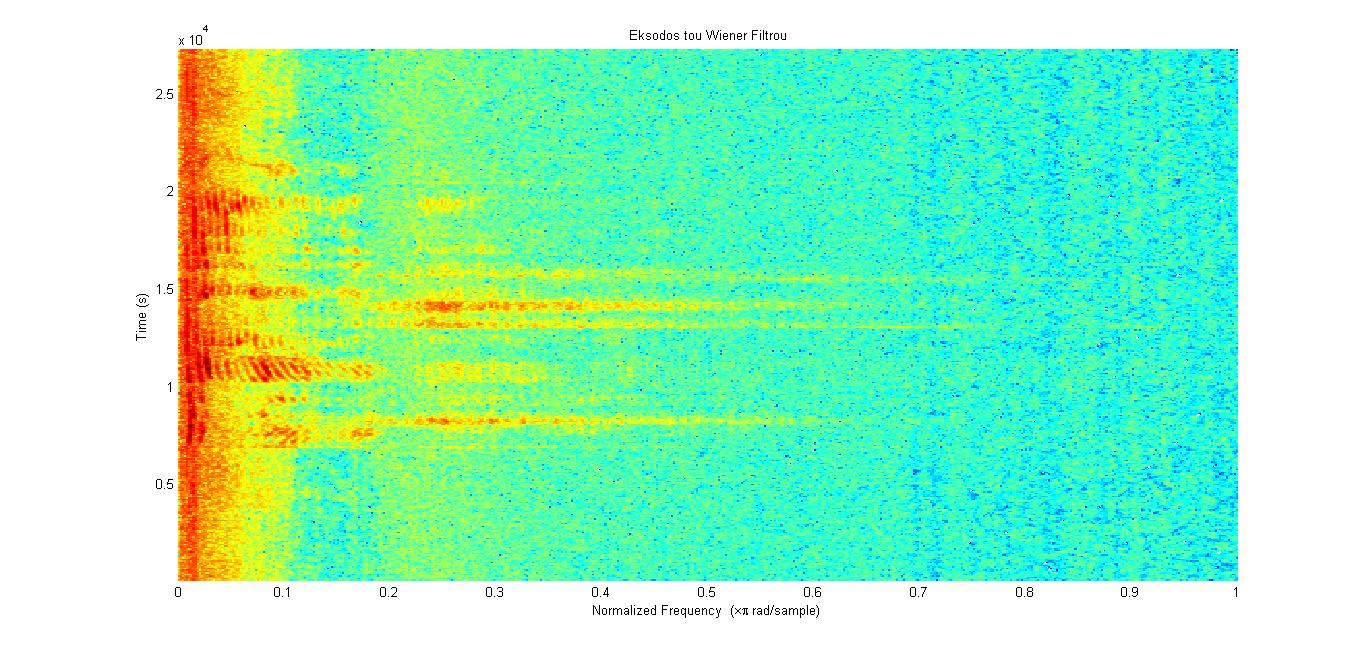 Eksodos tou Wiener Filtrou
x 10^4
2.5
2
1.5
1
0.5
Time (s)
0 0.1 0.2 0.3 0.4 0.5 0.6 0.7 0.8 0.9 1
Normalized Frequency (×π rad/sample)